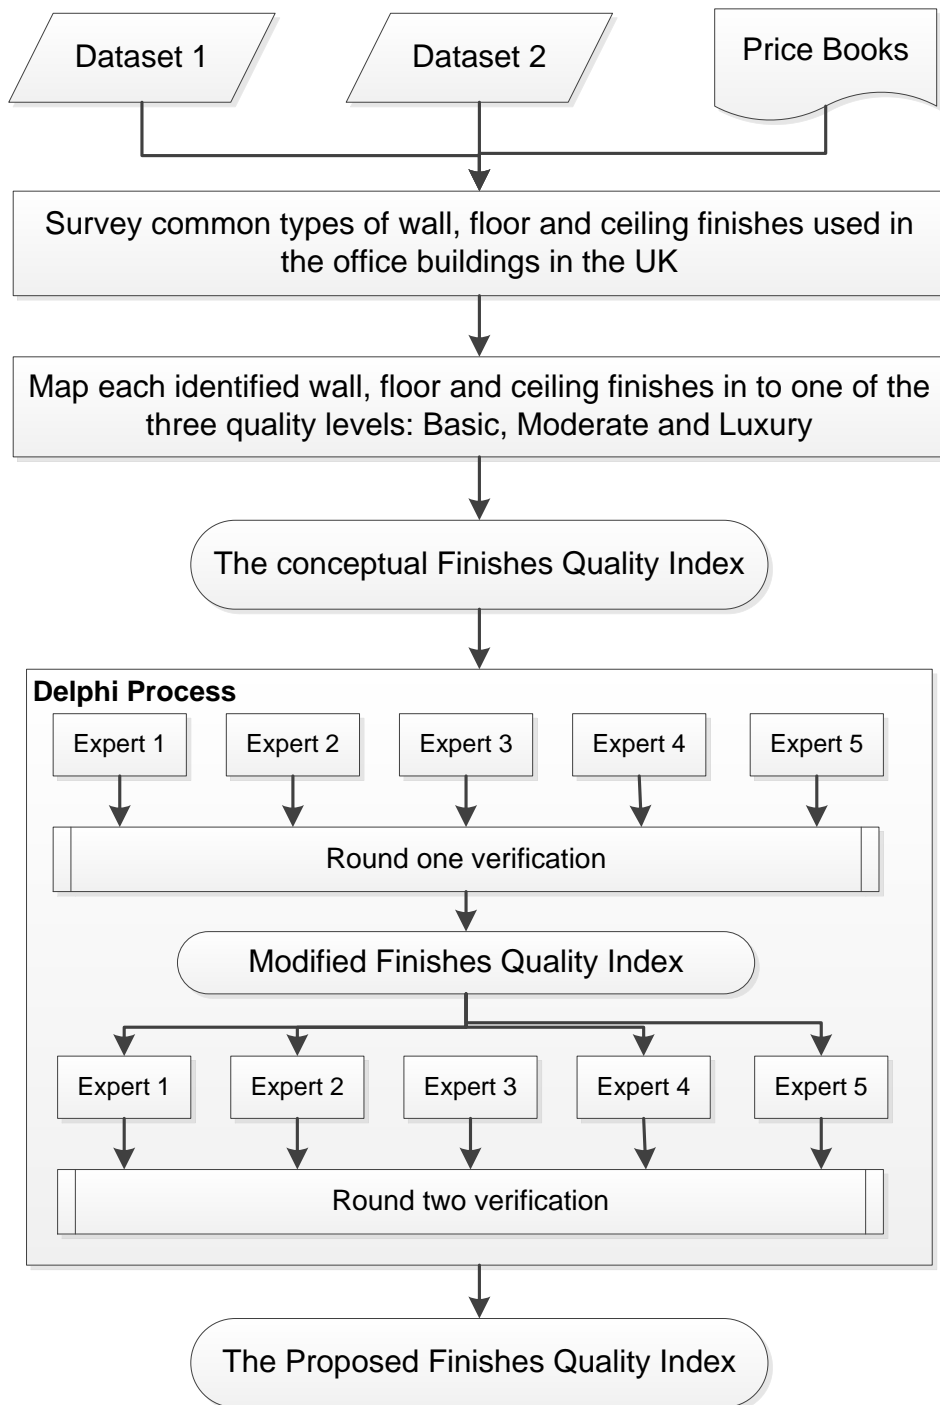 Dataset 1
Dataset 2
Price Books
Survey common types of wall, floor and ceiling finishes used in
the office buildings in the UK
Map each identified wall, floor and ceiling finishes in to one of the
three quality levels: Basic, Moderate and Luxury
The conceptual Finishes Quality Index
Delphi Process
Expert 1
Expert 2
Expert 3
Expert 4
Expert 5
Round one verification
Modified Finishes Quality Index
Expert 1
Expert 2
Expert 3
Expert 4
Expert 5
Round two verification
The Proposed Finishes Quality Index